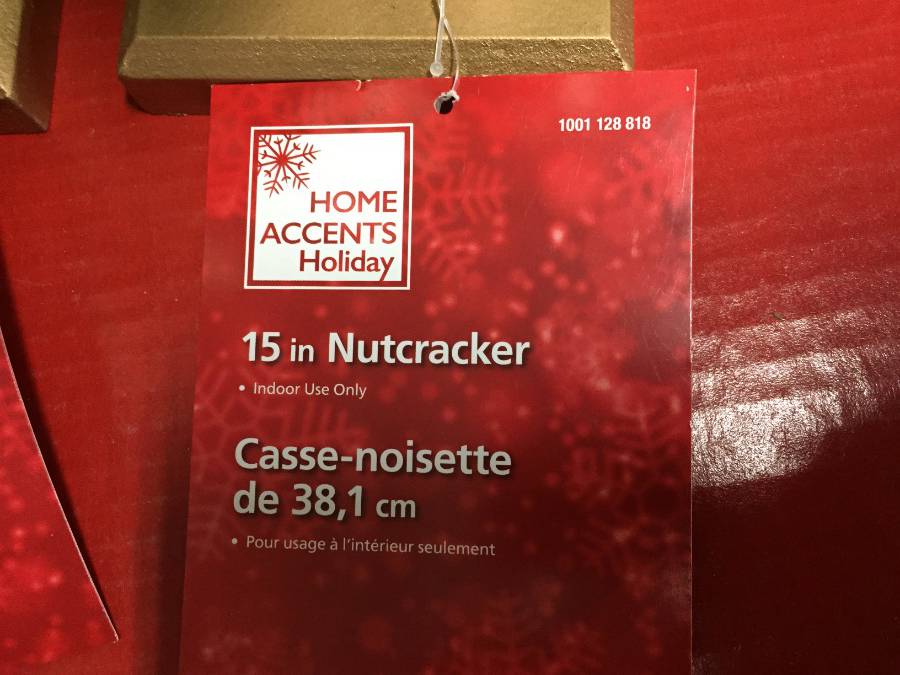 1001 128 818
HOME
ACCENTS
Holiday
15 in Nutcracker
• Indoor Use Only
Casse-noisette
de 38,1 cm
• Pour usage à l'intérieur seulement